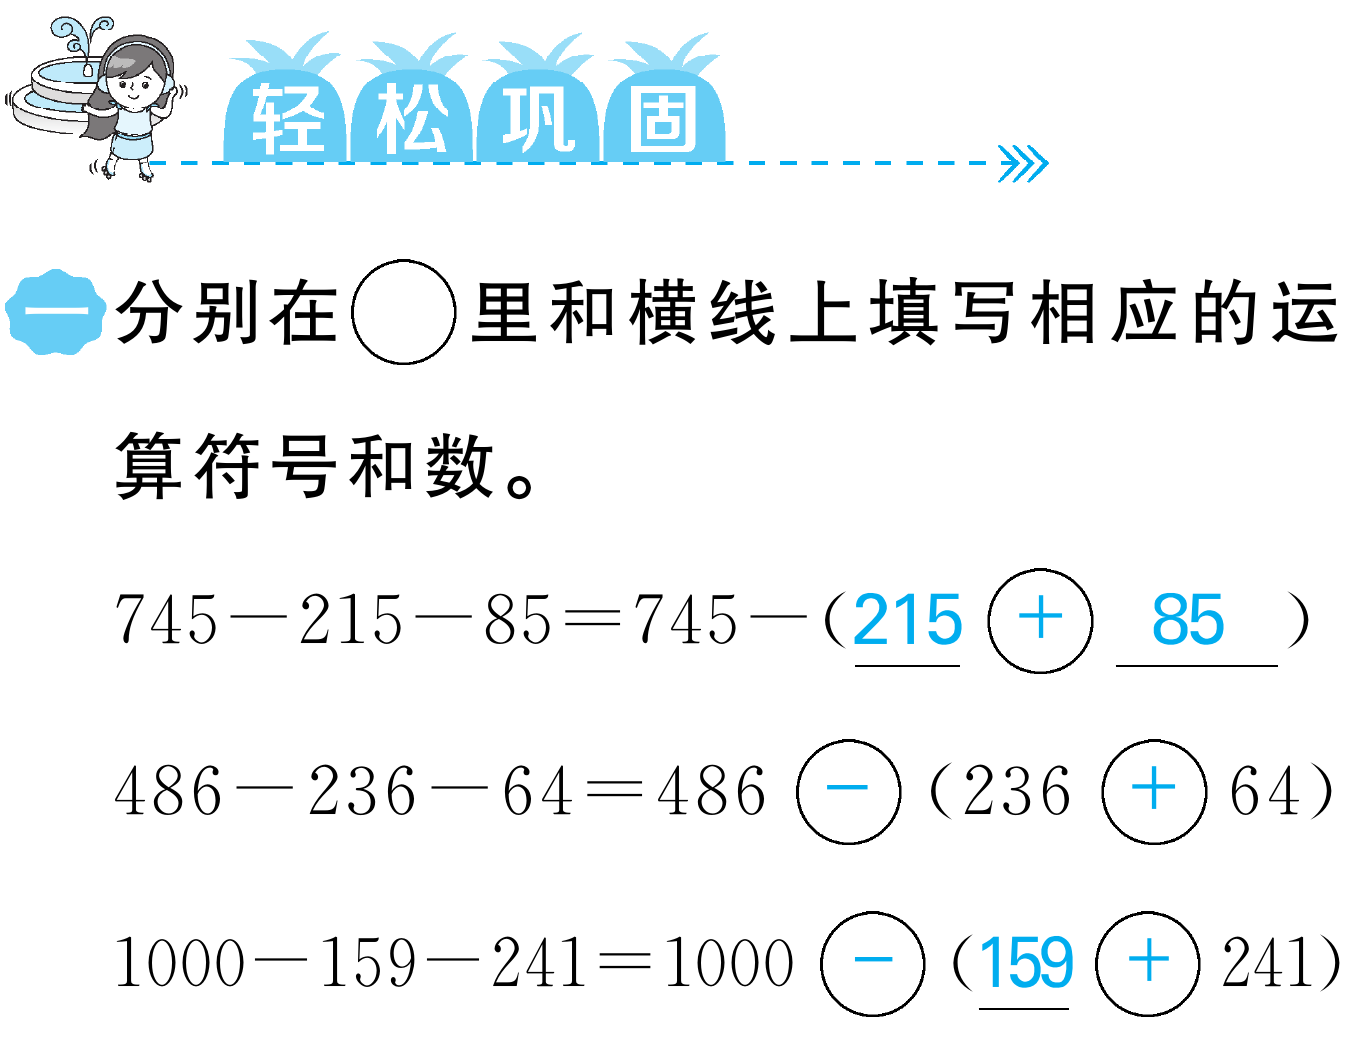 轻松巩固
一 分别在○里和横线上填写相应的运
算符号和数。
745－215－85＝745－(215 + 85 )
486－236－64＝486 － (236 + 64)
1000－159－241＝1000 － (159 + 241)